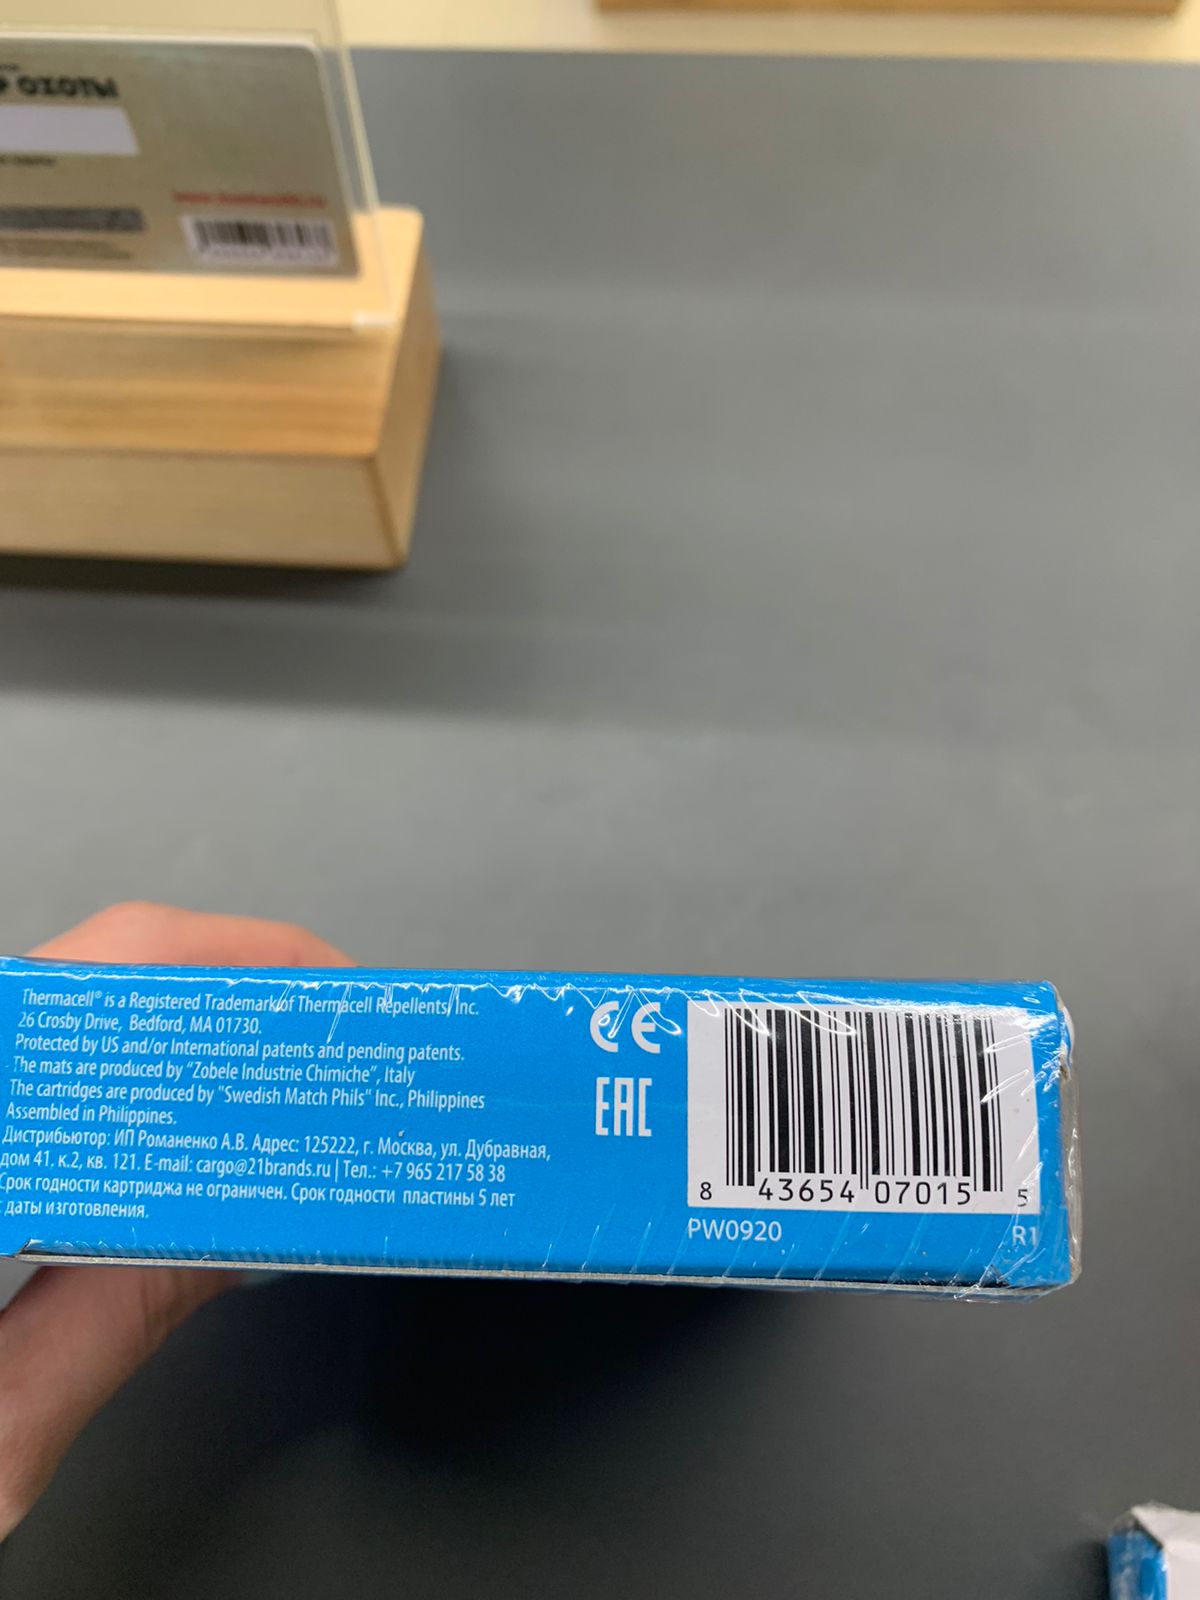 ОХОТЫ
Thermacell® is a Registered Trademark of Thermacell Repellents, Inc.
26 Crosby Drive, Bedford, MA 01730.
Protected by US and/or International patents and pending patents.
The mats are produced by “Zobele Industrie Chimiche”, Italy
The cartridges are produced by "Swedish Match Phils" Inc., Philippines
Assembled in Philippines.
Дистрибьютор: ИП Романенко А.В. Адрес: 125222, г. Москва, ул. Дубравная,
дом 41. к.2, кв. 121. E-mail: cargo@21brands.ru | Тел.: +7 965 217 58 38
Срок годности картриджа не ограничен. Срок годности пластины 5 лет
с даты изготовления.
CE
EAC
8 43654 07015 5
PW0920 R1